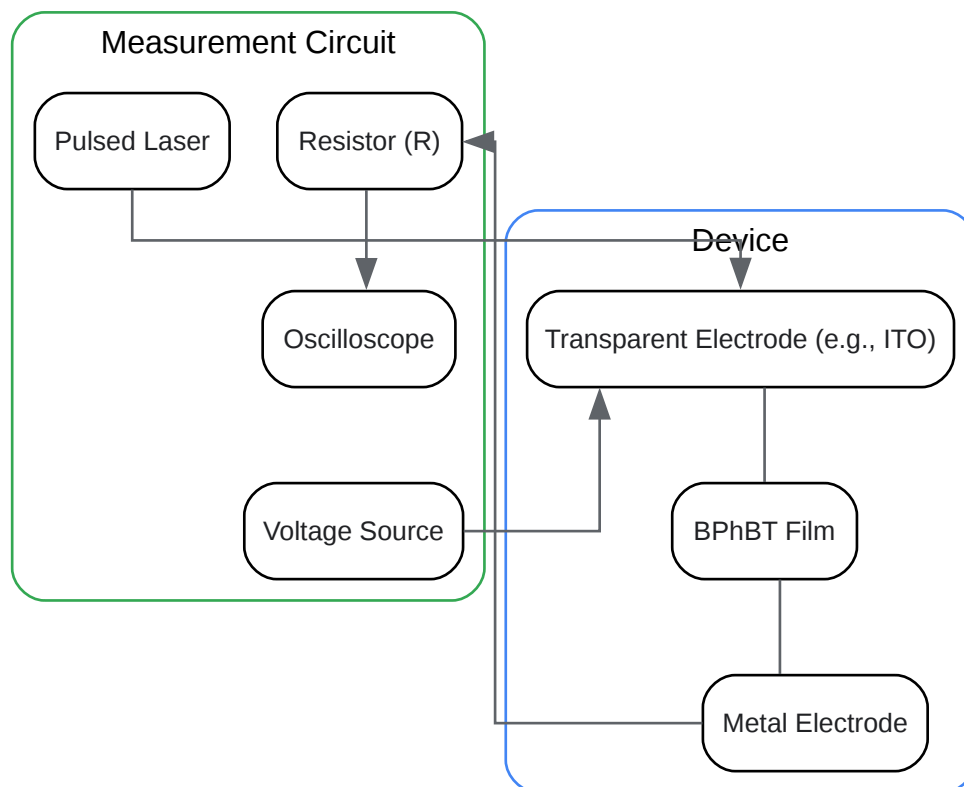 Measurement Circuit
Pulsed Laser
Resistor (R)
Device
Oscilloscope
Transparent Electrode (e.g., ITO)
Voltage Source
BPhBT Film
Metal Electrode